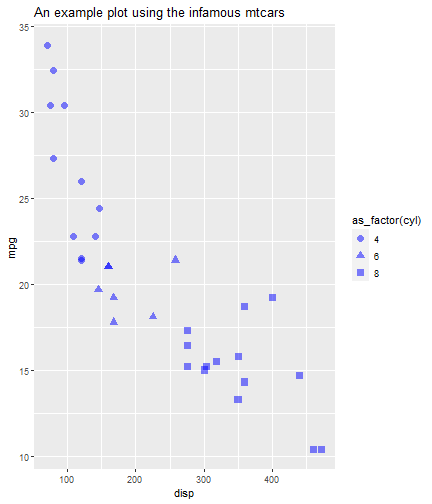 An example plot using the infamous mtcars
35
30
25
20
15
10
mpg
100 200 300 400
disp
as_factor(cyl)
4
6
8